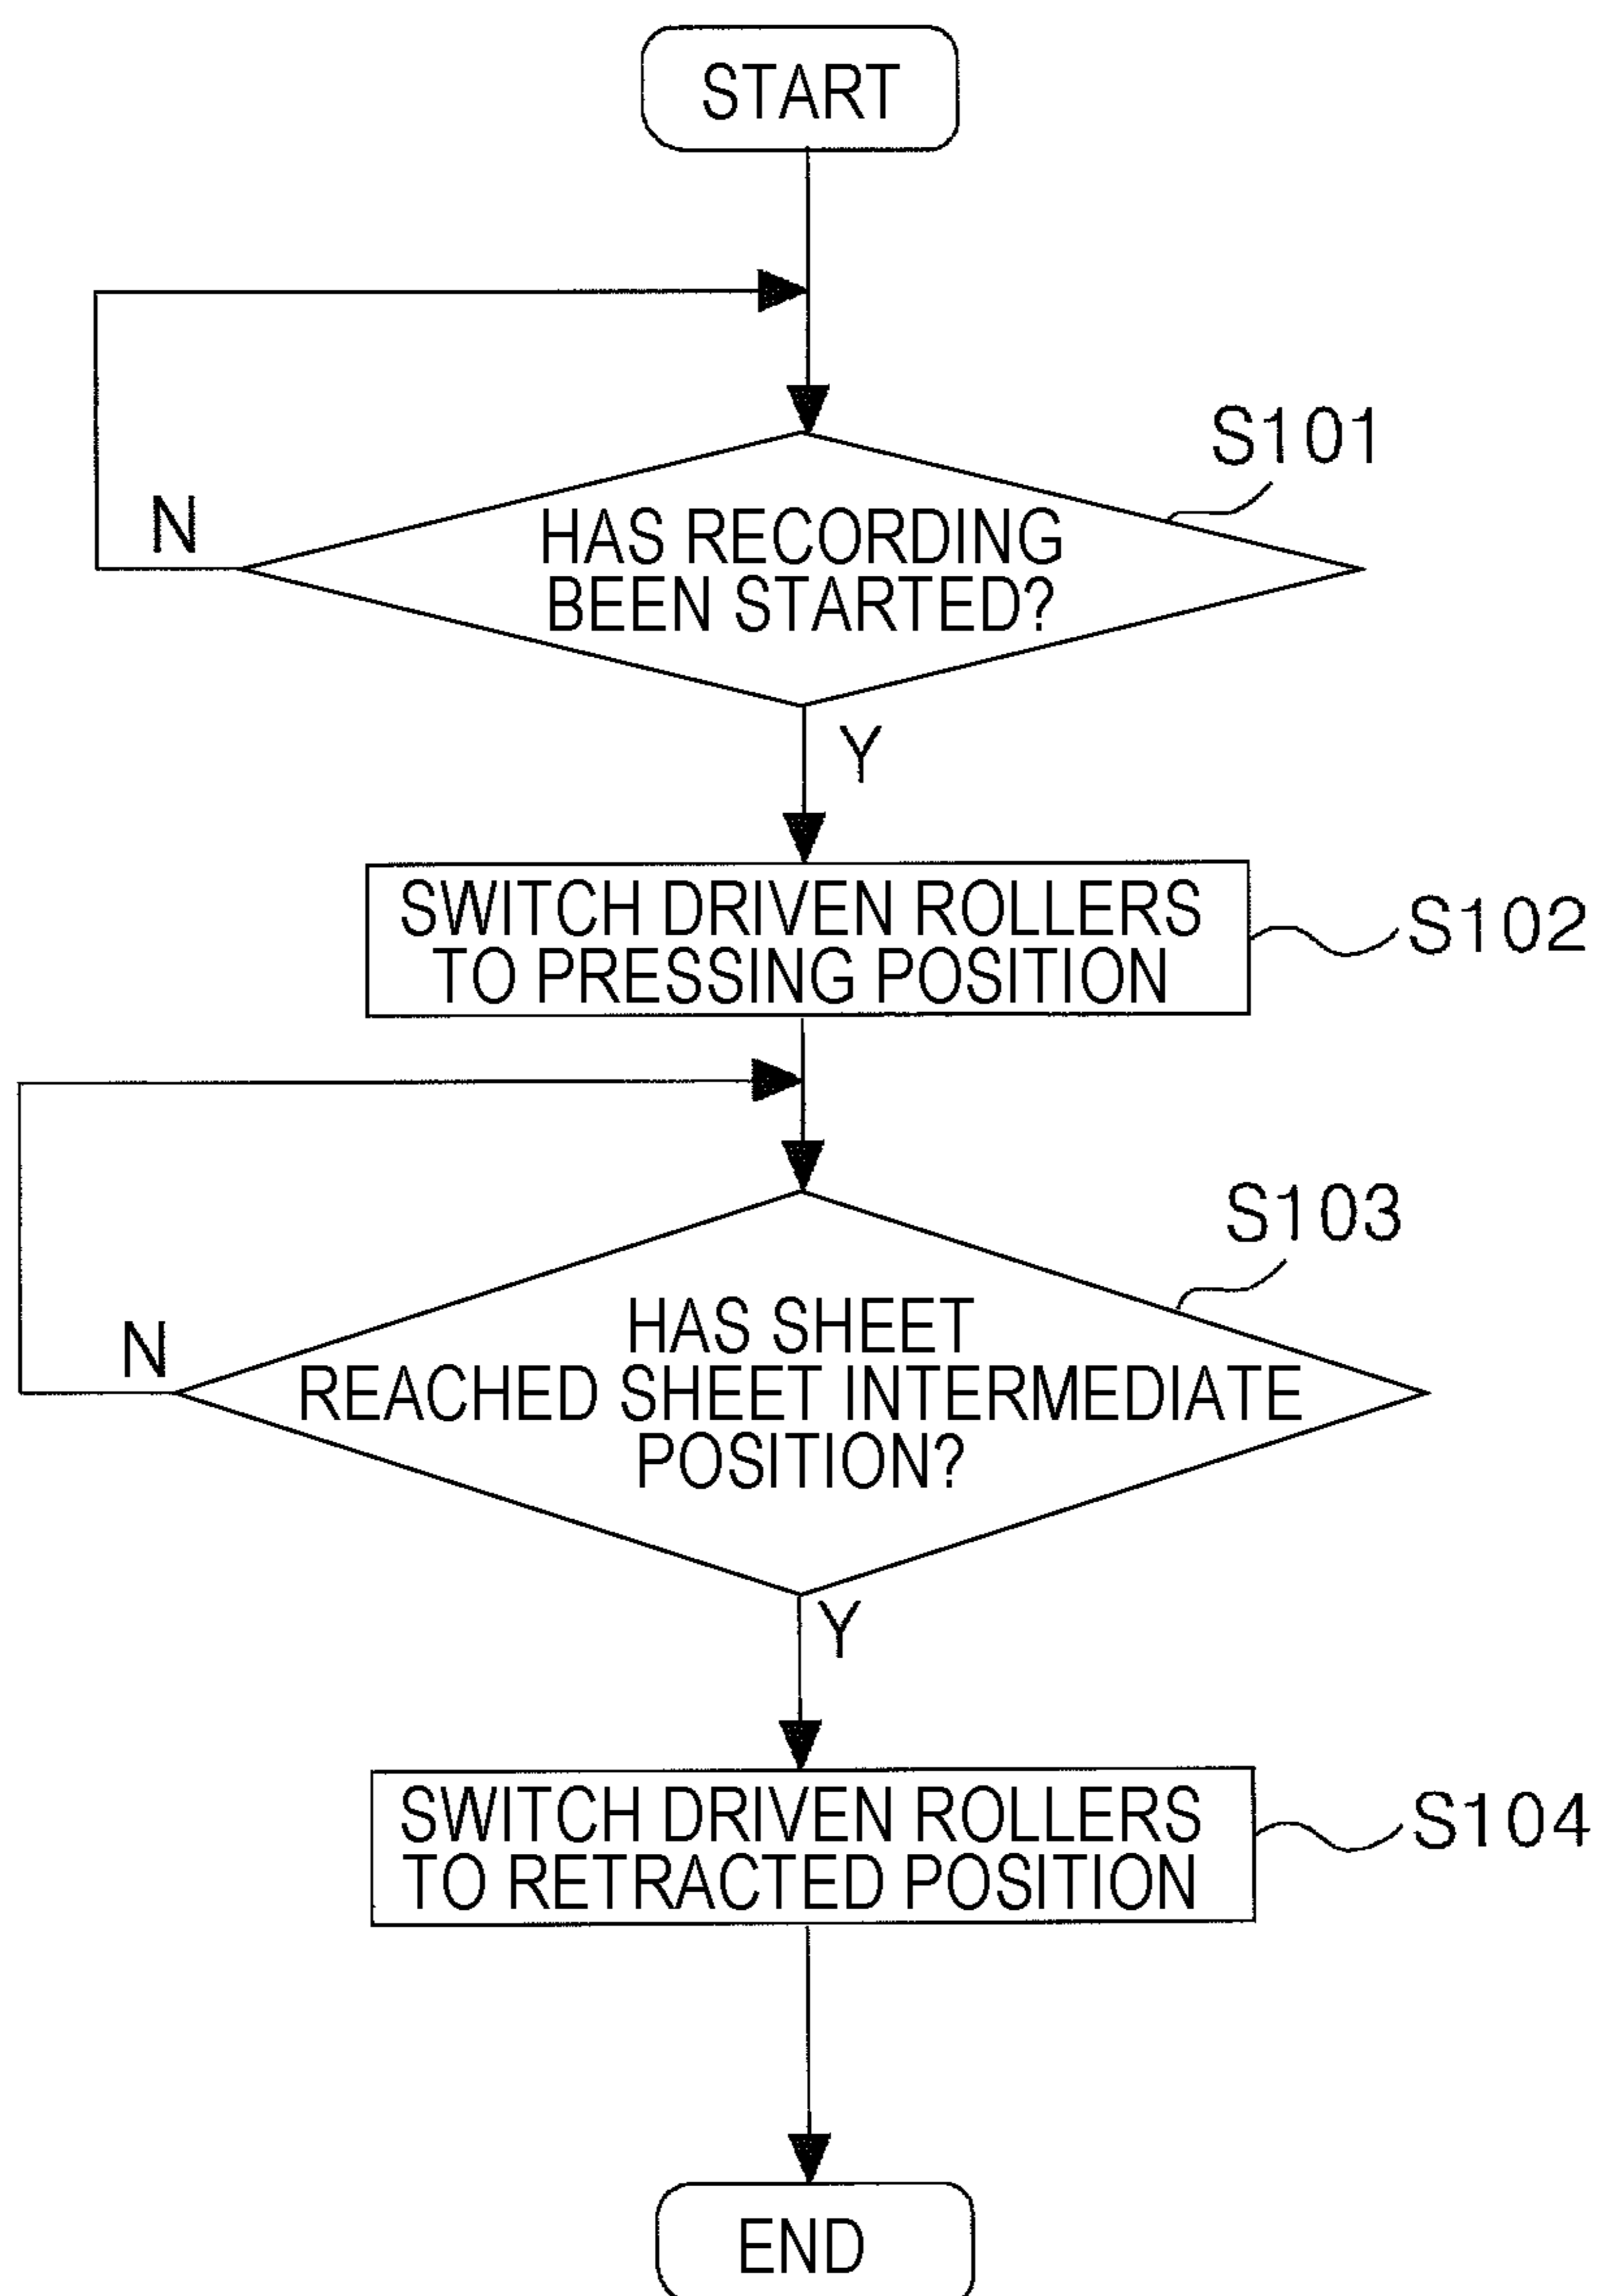 START
S101
N
HAS RECORDING
BEEN STARTED?
Y
SWITCH DRIVEN ROLLERS
TO PRESSING POSITION
S102
S103
N
HAS SHEET
REACHED SHEET INTERMEDIATE
POSITION?
Y
SWITCH DRIVEN ROLLERS
TO RETRACTED POSITION
S104
END